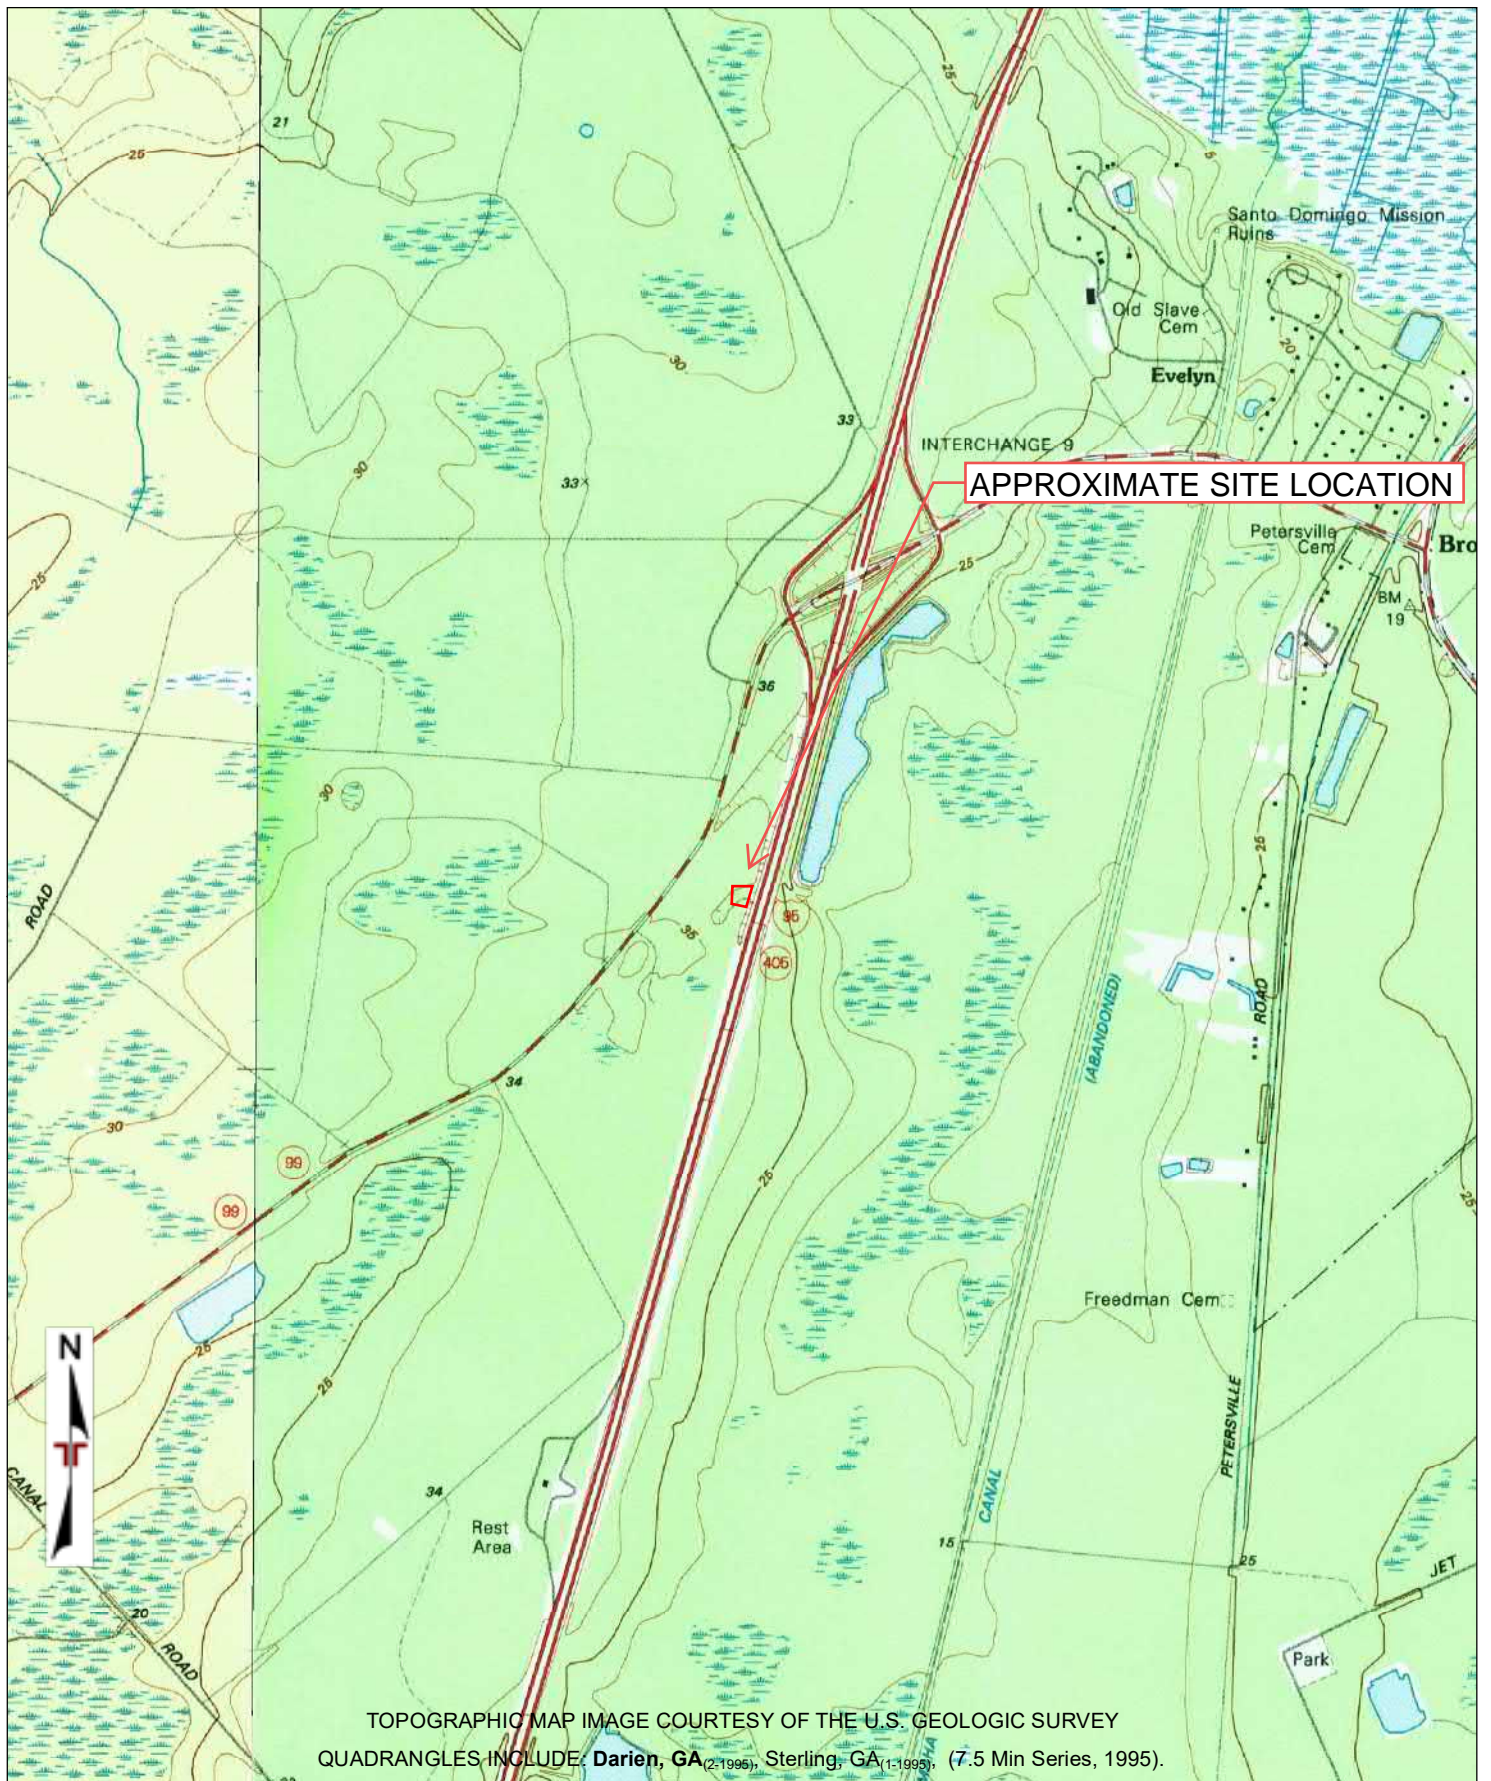 25
21
25
5
Santo Domingo Mission
Ruins
Old Slave
Cem
20
30
Evelyn
33
INTERCHANGE 9
30
33
APPROXIMATE SITE LOCATION
Petersville
Cem
Bro
25
25
BM
19
36
30
25
ROAD
95
35
405
(ABANDONED)
ROAD
34
30
99
25
25
99
Freedman Cem
N
25
25
PETERSVILLE
CANAL
34
CANAL
Rest
Area
15
25
JET
20
ROAD
Park
TOPOGRAPHIC MAP IMAGE COURTESY OF THE U.S. GEOLOGIC SURVEY
QUADRANGLES INCLUDE: Darien, GA(2-1995), Sterling, GA(1-1995), (7.5 Min Series, 1995).